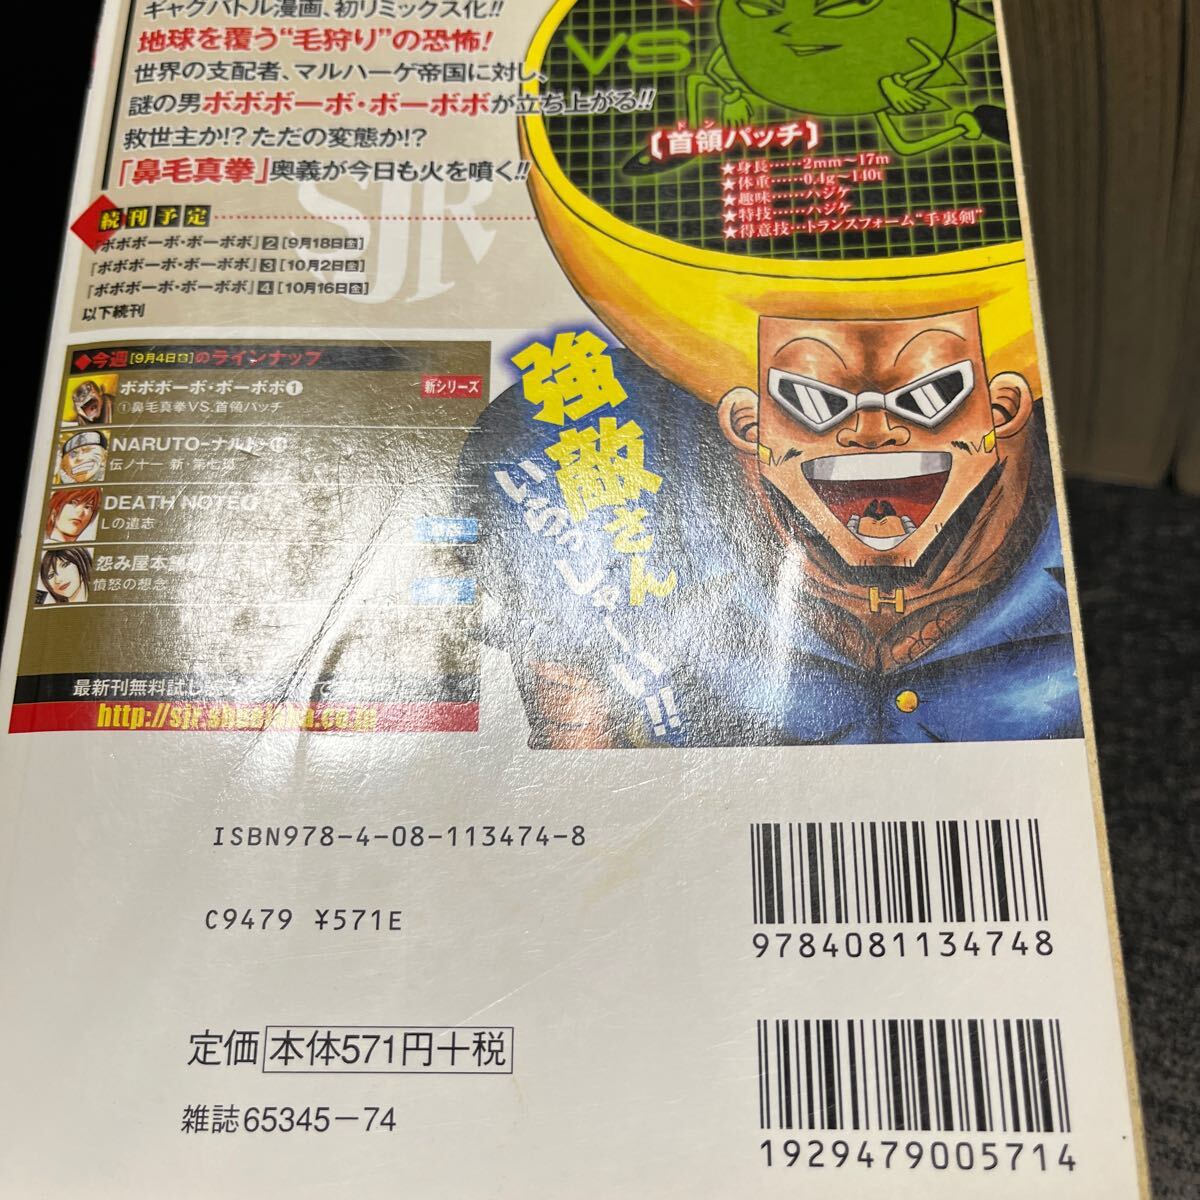 ギャグバトル漫画、初リミックス化!!
地球を覆う“毛狩り”の恐怖!
世界の支配者、マルハーゲ帝国に対し、
謎の男ボボボーボ・ボーボボが立ち上がる!!
救世主か!?ただの変態か!?
「鼻毛真拳」奥義が今日も火を噴く!!
VS
ドン
【首領パッチ】
★身長……2mm〜17m
★体重……0.4g〜140t
★趣味……ハジケ
★特技……ハジケ
★得意技…トランスフォーム“手裏剣”
SJR
続刊予定
『ボボボーボ・ボーボボ』2[9月18日金]
『ボボボーボ・ボーボボ』3[10月2日金]
『ボボボーボ・ボーボボ』4[10月16日金]
以下続刊
◆今週[9月4日金]のラインナップ
ボボボーボ・ボーボボ❶
新シリーズ
①鼻毛真拳VS.首領パッチ
NARUTO-ナルト-
伝ノ十一 新・第七班
DEATH NOTE
Lの遺志
怨み屋本舗
憤怒の想念
最新刊無料試し読み
http://sjr.shueisha.co.jp
強敵さん
いらっしゃ〜い!!
H
ISBN978-4-08-113474-8
C9479 ¥571E
9784081134748
定価 本体571円+税
雑誌65345-74
1929479005714